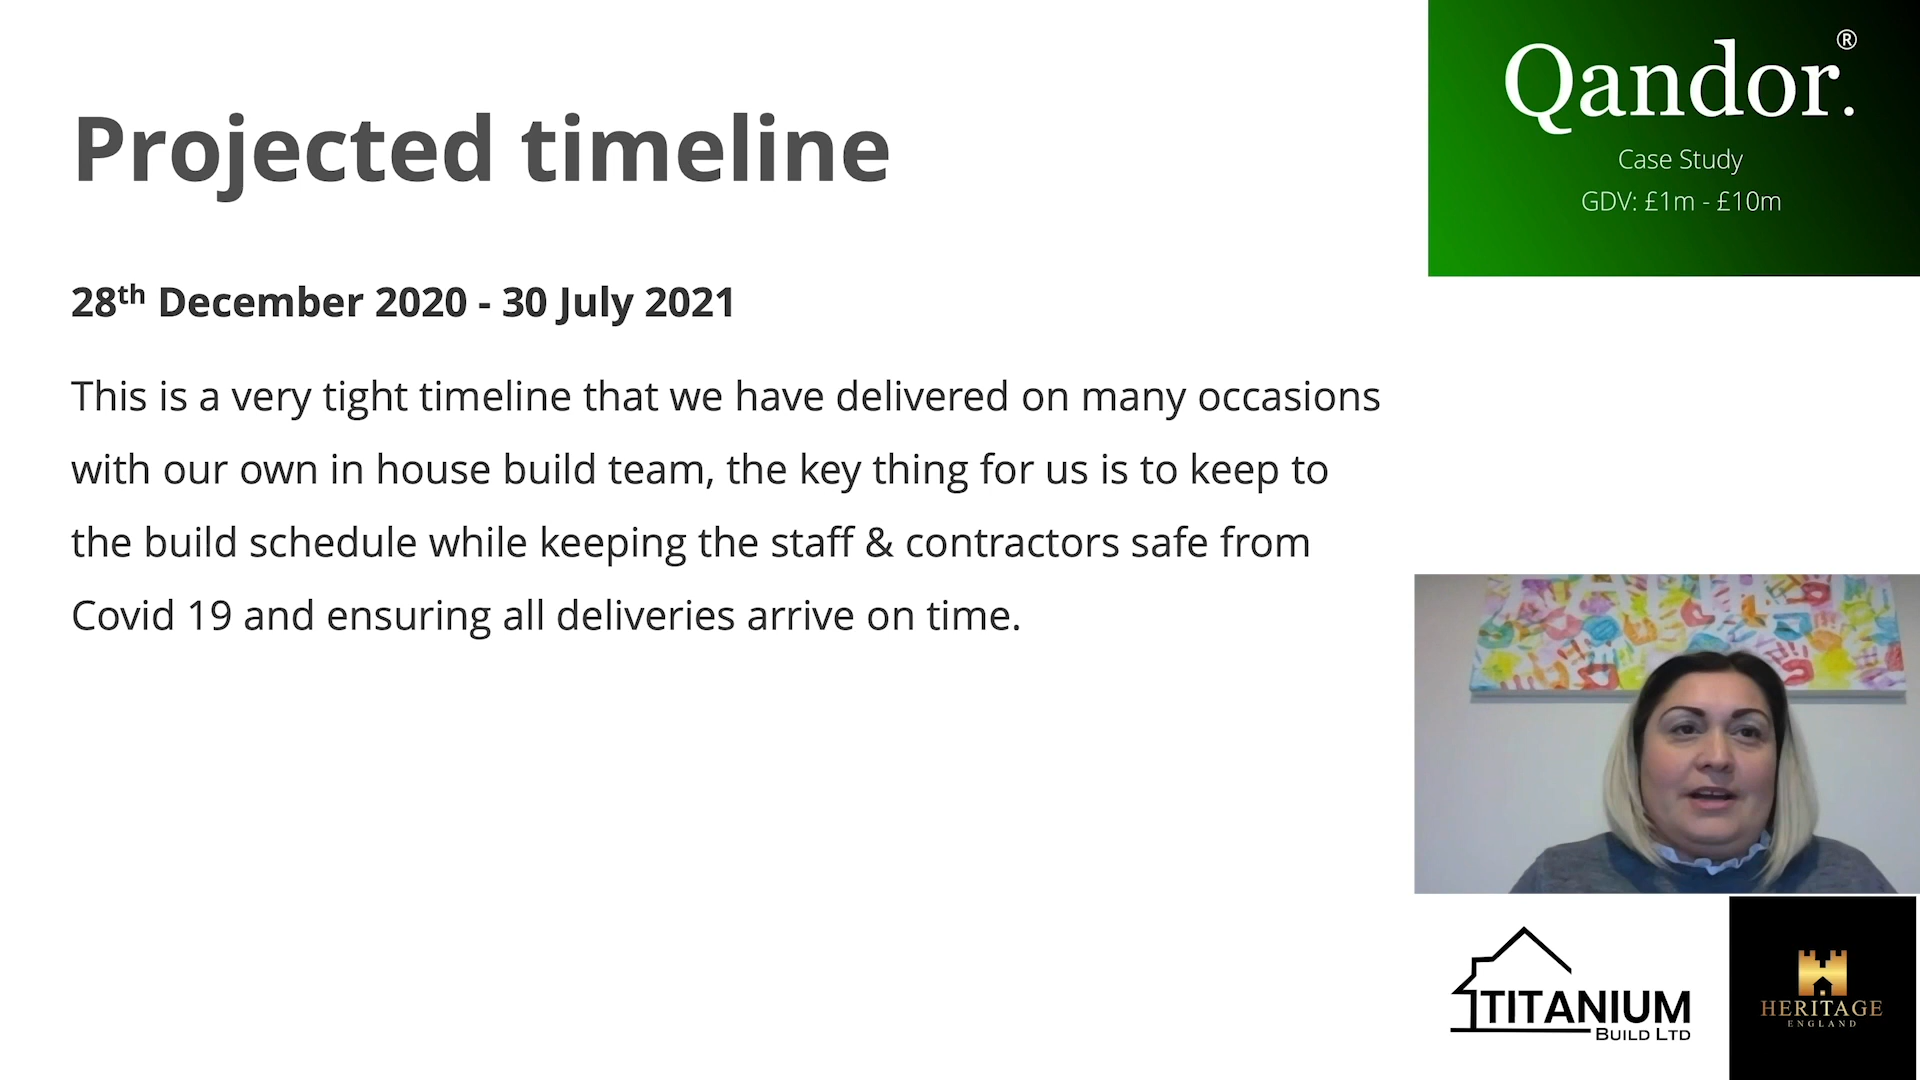 Projected timeline
28th December 2020 - 30 July 2021
This is a very tight timeline that we have delivered on many occasions
with our own in house build team, the key thing for us is to keep to
the build schedule while keeping the staff & contractors safe from
Covid 19 and ensuring all deliveries arrive on time.
Qandor.®
Case Study
GDV: £1m - £10m
TITANIUM
BUILD LTD
HERITAGE
ENGLAND